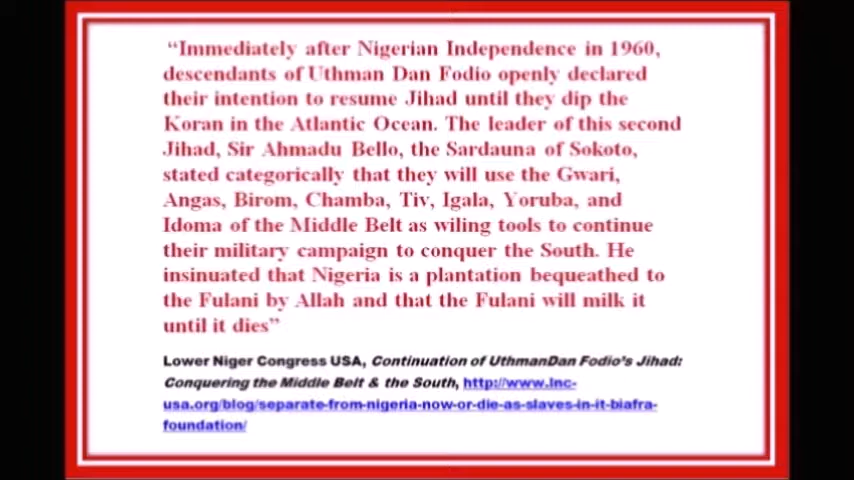 “Immediately after Nigerian Independence in 1960,
descendants of Uthman Dan Fodio openly declared
their intention to resume Jihad until they dip the
Koran in the Atlantic Ocean. The leader of this second
Jihad, Sir Ahmadu Bello, the Sardauna of Sokoto,
stated categorically that they will use the Gwari,
Angas, Birom, Chamba, Tiv, Igala, Yoruba, and
Idoma of the Middle Belt as wiling tools to continue
their military campaign to conquer the South. He
insinuated that Nigeria is a plantation bequeathed to
the Fulani by Allah and that the Fulani will milk it
until it dies”
Lower Niger Congress USA, Continuation of UthmanDan Fodio’s Jihad:
Conquering the Middle Belt & the South, http://www.lnc-
usa.org/blog/separate-from-nigeria-now-or-die-as-slaves-in-it-biafra-
foundation/